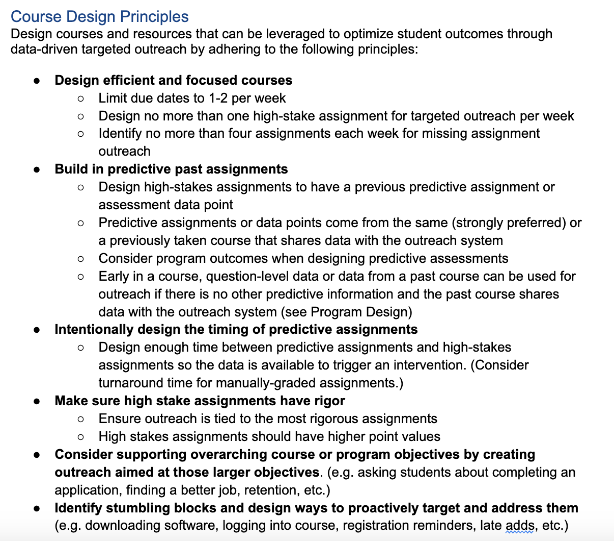 Course Design Principles
Design courses and resources that can be leveraged to optimize student outcomes through
data-driven targeted outreach by adhering to the following principles:
● Design efficient and focused courses
○ Limit due dates to 1-2 per week
○ Design no more than one high-stake assignment for targeted outreach per week
○ Identify no more than four assignments each week for missing assignment
outreach
● Build in predictive past assignments
○ Design high-stakes assignments to have a previous predictive assignment or
assessment data point
○ Predictive assignments or data points come from the same (strongly preferred) or
a previously taken course that shares data with the outreach system
○ Consider program outcomes when designing predictive assessments
○ Early in a course, question-level data or data from a past course can be used for
outreach if there is no other predictive information and the past course shares
data with the outreach system (see Program Design)
● Intentionally design the timing of predictive assignments
○ Design enough time between predictive assignments and high-stakes
assignments so the data is available to trigger an intervention. (Consider
turnaround time for manually-graded assignments.)
● Make sure high stake assignments have rigor
○ Ensure outreach is tied to the most rigorous assignments
○ High stakes assignments should have higher point values
● Consider supporting overarching course or program objectives by creating
outreach aimed at those larger objectives. (e.g. asking students about completing an
application, finding a better job, retention, etc.)
● Identify stumbling blocks and design ways to proactively target and address them
(e.g. downloading software, logging into course, registration reminders, late adds, etc.)